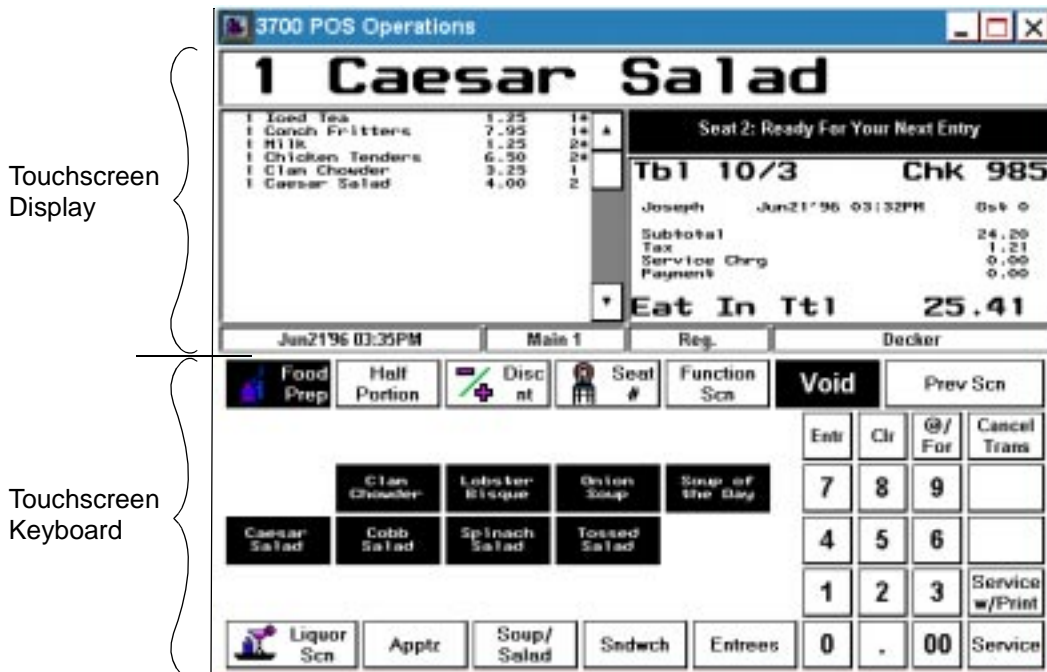 3700 POS Operations
1 Caesar Salad
Touchscreen
Display
1 Iced Tea 1.25 1*
1 Conch Fritters 7.95 1*
1 Milk 1.25 2*
1 Chicken Tenders 6.50 2*
1 Clam Chowder 3.25 1
1 Caesar Salad 4.00 2
Seat 2: Ready For Your Next Entry
Tbl 10/3 Chk 985
Joseph Jun21'96 03:32PM Gst 0
Subtotal 24.20
Tax 1.21
Service Chrg 0.00
Payment 0.00
Eat In Ttl 25.41
Jun21'96 03:35PM Main 1 Reg. Decker
Touchscreen
Keyboard
Food Prep
Half Portion
Disc nt
Seat #
Function Scn
Void
Prev Scn
Entr Clr @/For Cancel Trans
Clam Chowder
Lobster Bisque
Onion Soup
Soup of the Day
7 8 9
Caesar Salad
Cobb Salad
Spinach Salad
Tossed Salad
4 5 6
1 2 3 Service w/Print
Liquor Scn
Apptz
Soup/Salad
Sndwch
Entrees
0 . 00 Service